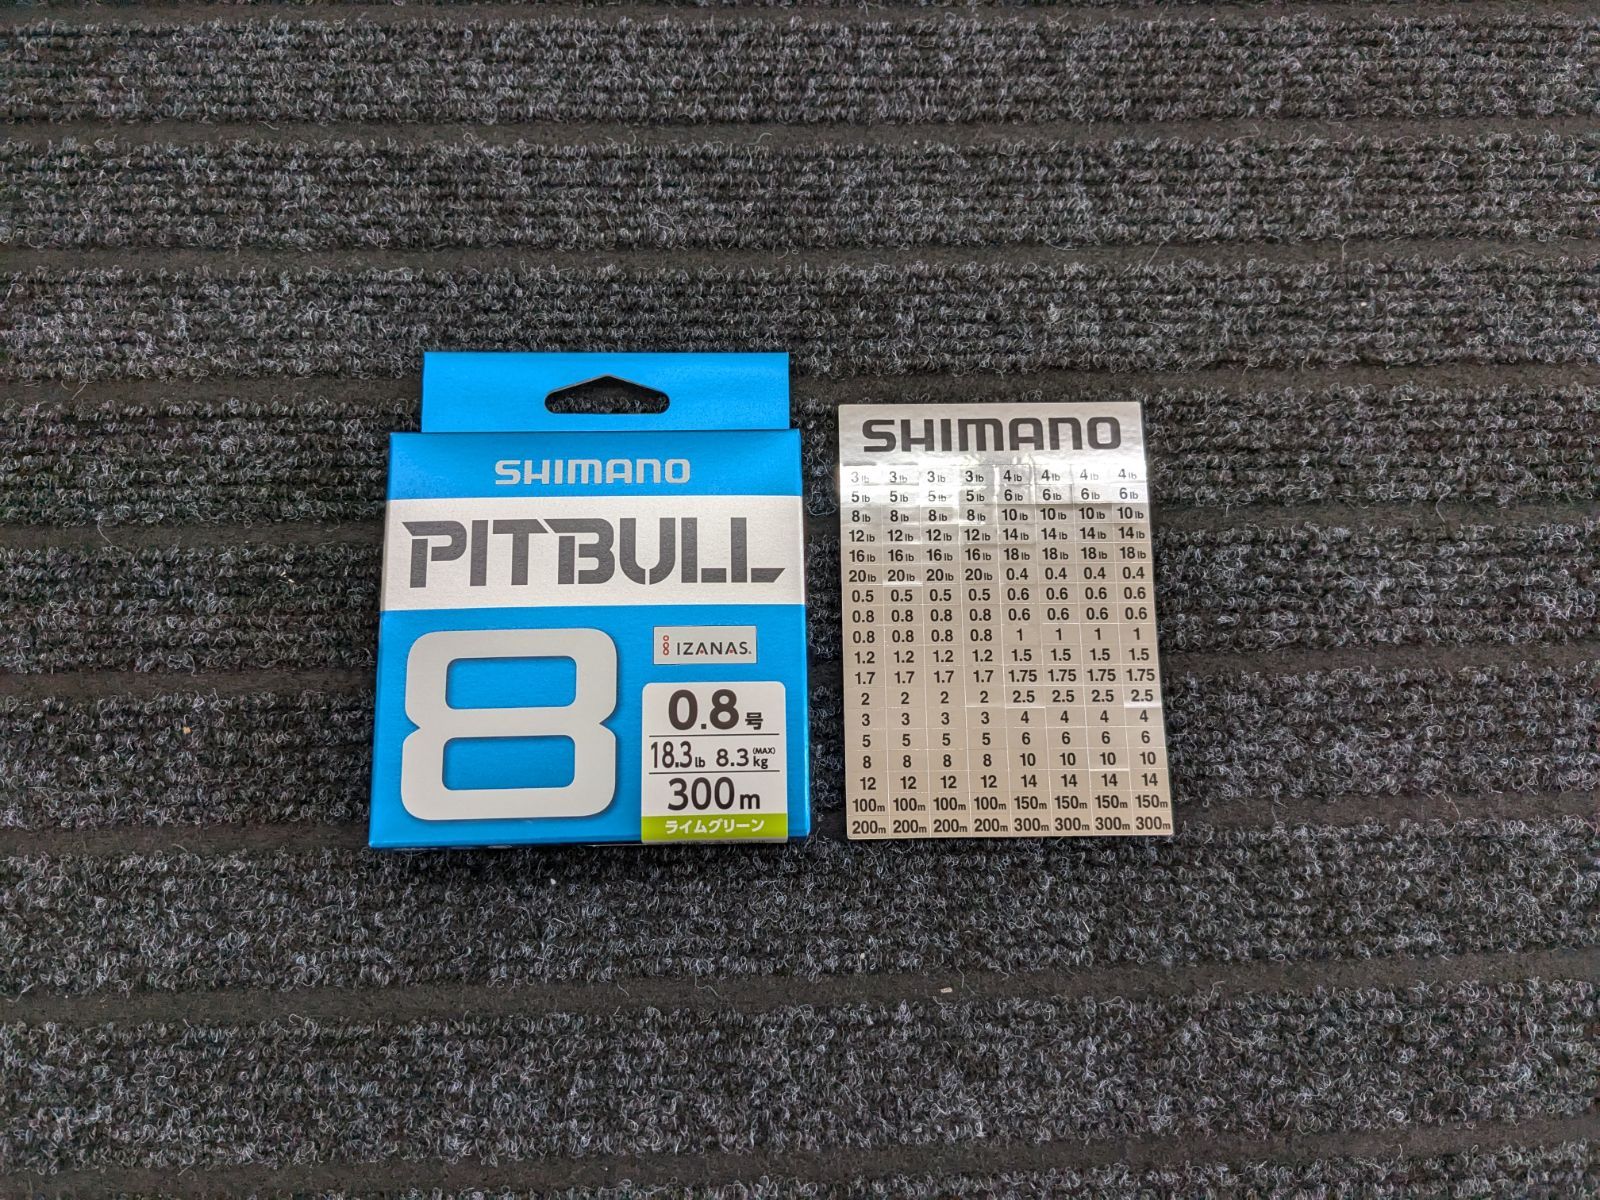 SHIMANO
PITBULL
8
IZANAS®
0.8号
18.3lb 8.3kg (MAX)
300m
ライムグリーン
SHIMANO
3lb 3lb 3lb 3lb 4lb 4lb 4lb 4lb
5lb 5lb 5lb 5lb 6lb 6lb 6lb 6lb
8lb 8lb 8lb 8lb 10lb 10lb 10lb 10lb
12lb 12lb 12lb 12lb 14lb 14lb 14lb 14lb
16lb 16lb 16lb 16lb 18lb 18lb 18lb 18lb
20lb 20lb 20lb 20lb 0.4 0.4 0.4 0.4
0.5 0.5 0.5 0.5 0.6 0.6 0.6 0.6
0.8 0.8 0.8 0.8 0.6 0.6 0.6 0.6
0.8 0.8 0.8 0.8 1 1 1 1
1.2 1.2 1.2 1.2 1.5 1.5 1.5 1.5
1.7 1.7 1.7 1.7 1.75 1.75 1.75 1.75
2 2 2 2 2.5 2.5 2.5 2.5
3 3 3 3 4 4 4 4
5 5 5 5 6 6 6 6
8 8 8 8 10 10 10 10
12 12 12 12 14 14 14 14
100m 100m 100m 100m 150m 150m 150m 150m
200m 200m 200m 200m 300m 300m 300m 300m